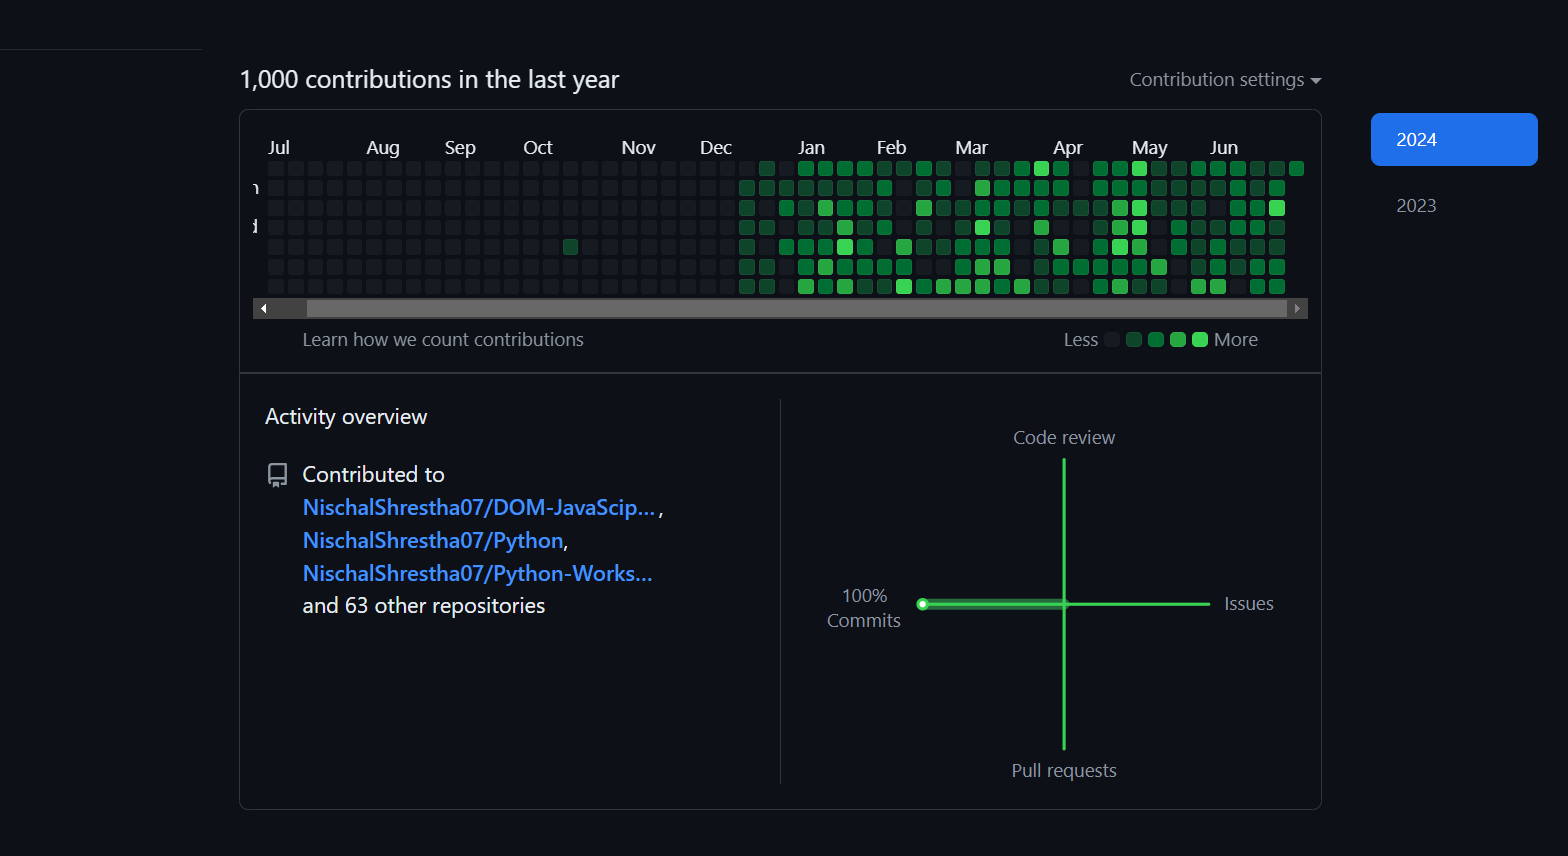 1,000 contributions in the last year
Contribution settings
2024
2023
Jul Aug Sep Oct Nov Dec Jan Feb Mar Apr May Jun
Learn how we count contributions
Less More
Activity overview
Contributed to
NischalShrestha07/DOM-JavaScip... ,
NischalShrestha07/Python,
NischalShrestha07/Python-Works...
and 63 other repositories
Code review
100%
Commits
Issues
Pull requests